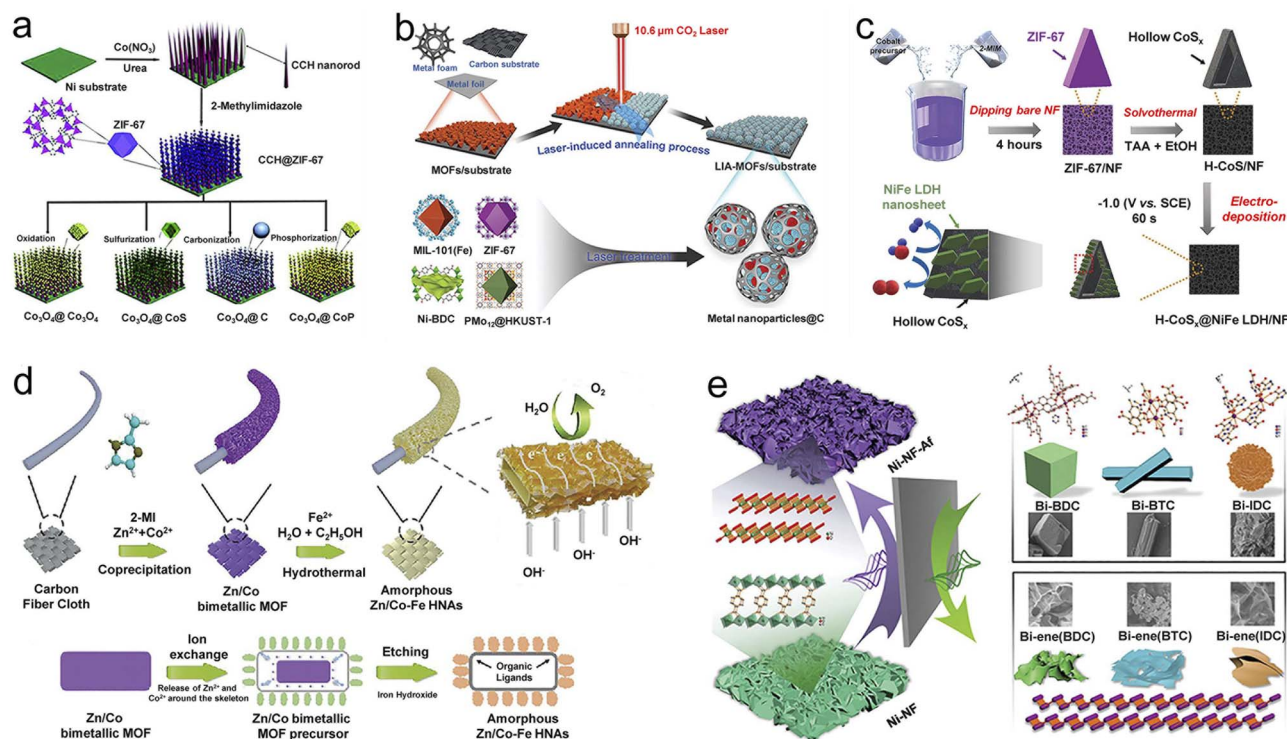 a
Co(NO₃)
Urea
Ni substrate
CCH nanorod
2-Methylimidazole
ZIF-67
CCH@ZIF-67
Oxidation
Sulfurization
Carbonization
Phosphorization
Co₃O₄@ Co₃O₄
Co₃O₄@ CoS
Co₃O₄@ C
Co₃O₄@ CoP
b
10.6 μm CO₂ Laser
Metal foam
Carbon substrate
Metal foil
Laser-induced annealing process
MOFs/substrate
LIA-MOFs/substrate
MIL-101(Fe)
ZIF-67
Laser treatment
Ni-BDC
PMo₁₂@HKUST-1
Metal nanoparticles@C
c
Cobalt
precursor
2-MIM
ZIF-67
Hollow CoSₓ
Dipping bare NF
4 hours
Solvothermal
TAA + EtOH
ZIF-67/NF
H-CoS/NF
NiFe LDH
nanosheet
-1.0 (V vs. SCE)
60 s
Electro-
deposition
Hollow CoSₓ
H-CoSₓ@NiFe LDH/NF
d
O₂
H₂O
e⁻
2-MI
Zn²⁺+Co²⁺
Coprecipitation
Fe²⁺
H₂O + C₂H₅OH
Hydrothermal
OH⁻
OH⁻
OH⁻
Carbon
Fiber Cloth
Zn/Co
bimetallic MOF
Amorphous
Zn/Co-Fe HNAs
Ion
exchange
Release of Zn²⁺ and
Co²⁺ around the skeleton
Etching
Iron Hydroxide
Organic
Ligands
Zn/Co
bimetallic MOF
Zn/Co bimetallic
MOF precursor
Amorphous
Zn/Co-Fe HNAs
e
Ni-NF-Af
Ni-NF
Bi-BDC
Bi-BTC
Bi-IDC
Bi-ene(BDC)
Bi-ene(BTC)
Bi-ene(IDC)